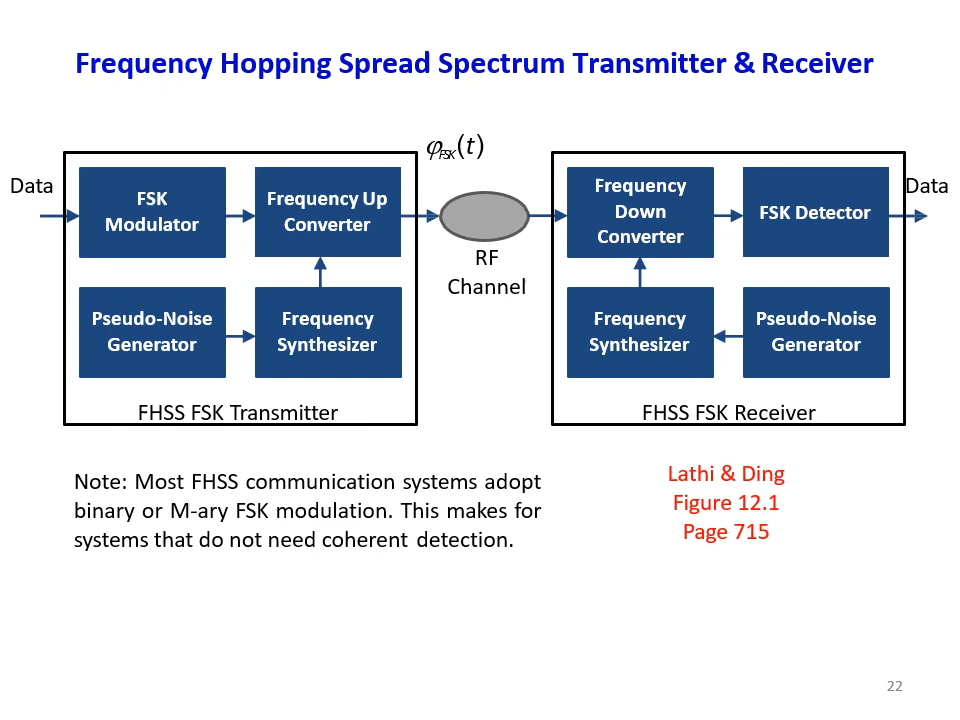 Frequency Hopping Spread Spectrum Transmitter & Receiver
φFSK(t)
Data
FSK
Modulator
Frequency Up
Converter
Pseudo-Noise
Generator
Frequency
Synthesizer
FHSS FSK Transmitter
RF
Channel
Frequency
Down
Converter
FSK Detector
Data
Frequency
Synthesizer
Pseudo-Noise
Generator
FHSS FSK Receiver
Note: Most FHSS communication systems adopt
binary or M-ary FSK modulation. This makes for
systems that do not need coherent detection.
Lathi & Ding
Figure 12.1
Page 715
22